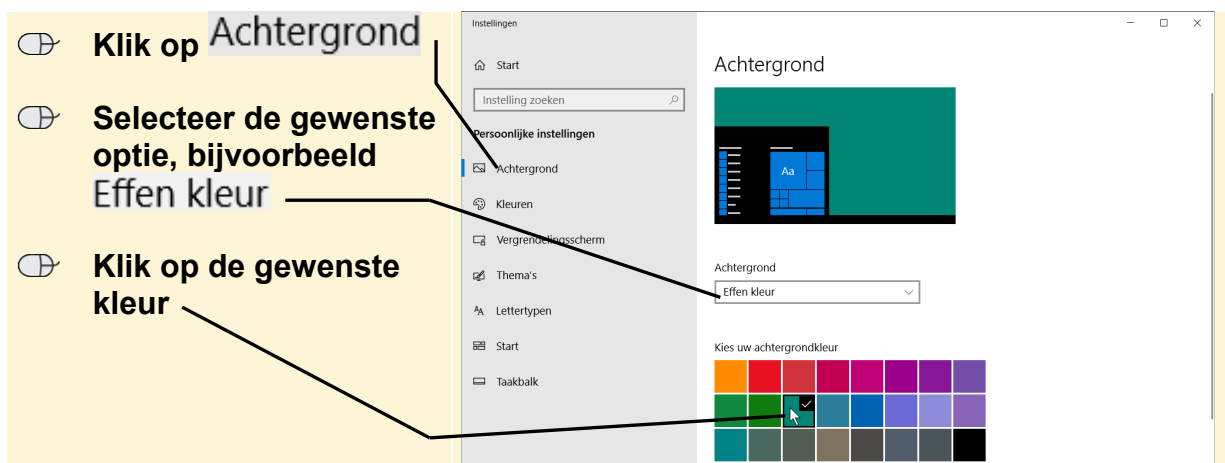 Klik op Achtergrond
Selecteer de gewenste
optie, bijvoorbeeld
Effen kleur
Klik op de gewenste
kleur
Instellingen
Start
Instelling zoeken
Persoonlijke instellingen
Achtergrond
Kleuren
Vergrendelingsscherm
Thema's
Lettertypen
Start
Taakbalk
Achtergrond
Aa
Achtergrond
Effen kleur
Kies uw achtergrondkleur